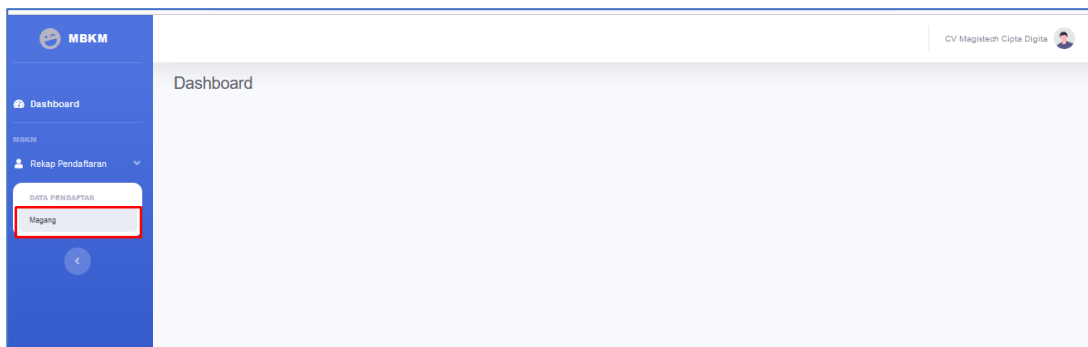 MBKM
CV Magistech Cipta Digita
Dashboard
Dashboard
MBKM
Rekap Pendaftaran
DATA PENDAFTAR
Magang